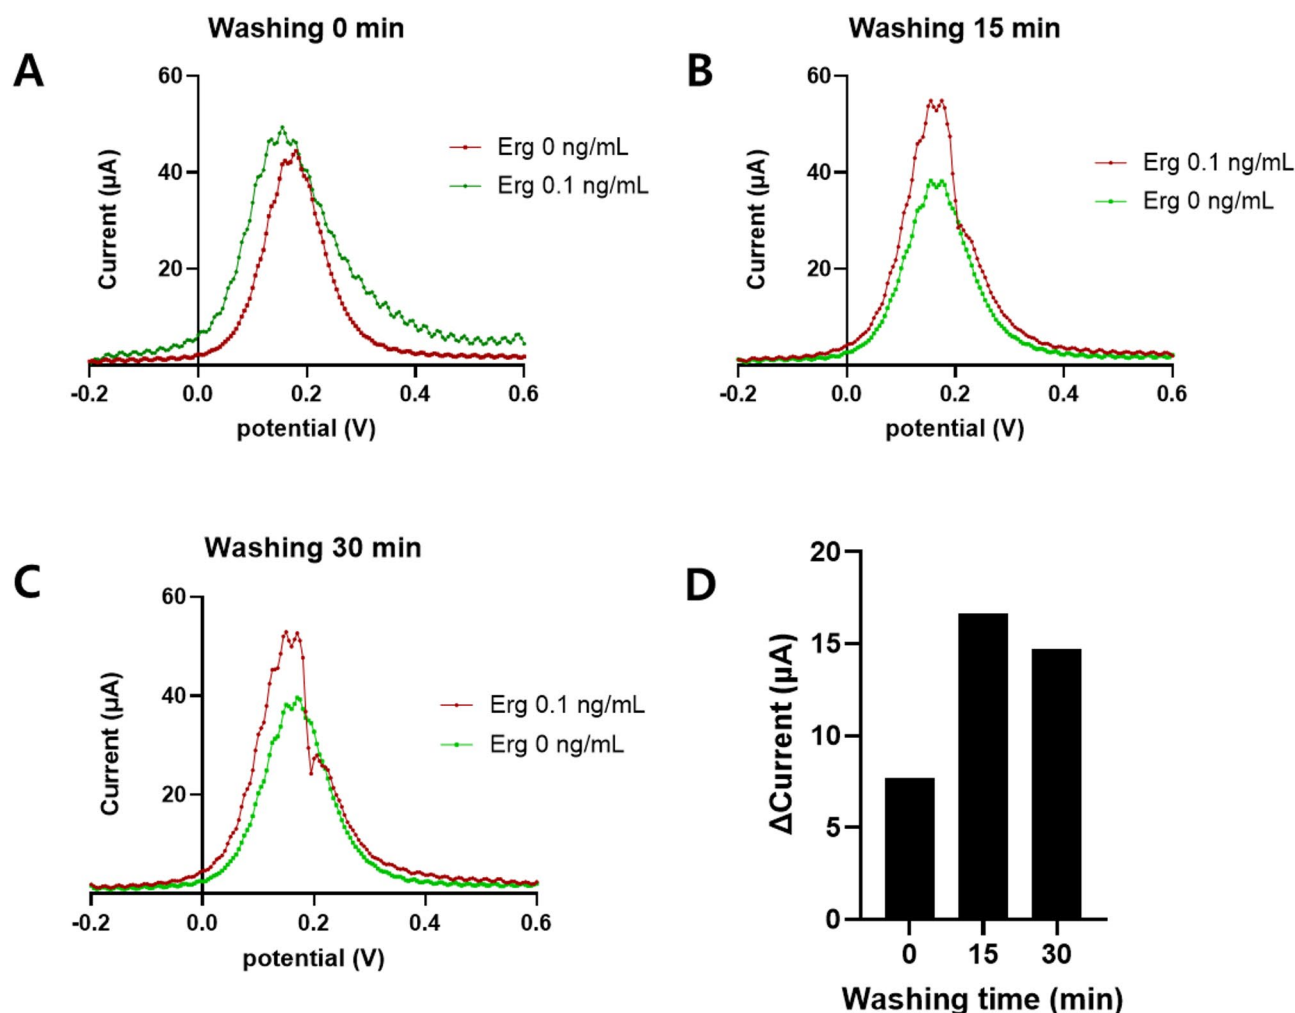 Washing 0 min
A
60
40
20
Current (µA)
-0.2
0.0
0.2
0.4
0.6
potential (V)
Erg 0 ng/mL
Erg 0.1 ng/mL
Washing 15 min
B
60
40
20
Current (µA)
-0.2
0.0
0.2
0.4
0.6
potential (V)
Erg 0.1 ng/mL
Erg 0 ng/mL
Washing 30 min
C
60
40
20
Current (µA)
-0.2
0.0
0.2
0.4
0.6
potential (V)
Erg 0.1 ng/mL
Erg 0 ng/mL
D
20
15
10
5
0
ΔCurrent (µA)
0
15
30
Washing time (min)